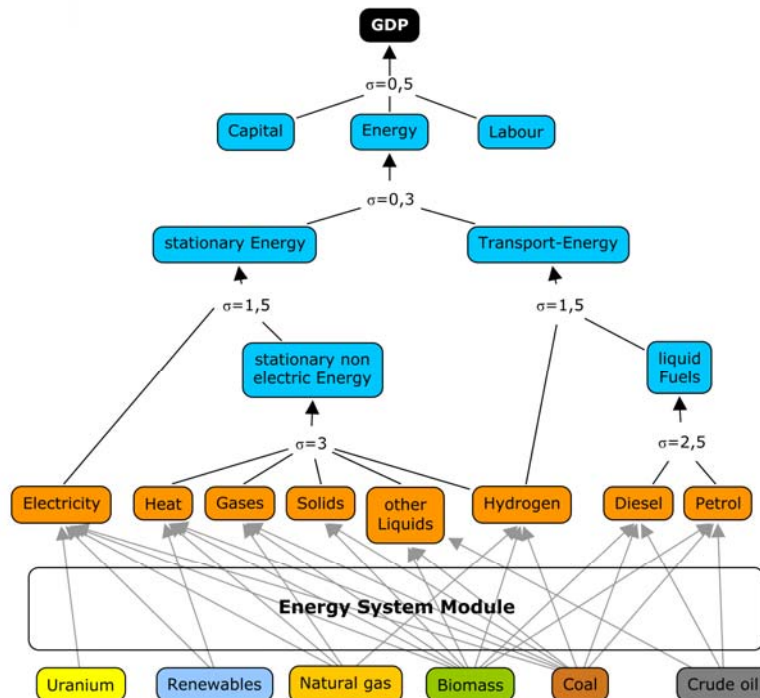 GDP
σ=0,5
Capital
Energy
Labour
σ=0,3
stationary Energy
Transport-Energy
σ=1,5
σ=1,5
stationary non
electric Energy
liquid
Fuels
σ=3
σ=2,5
Electricity
Heat
Gases
Solids
other
Liquids
Hydrogen
Diesel
Petrol
Energy System Module
Uranium
Renewables
Natural gas
Biomass
Coal
Crude oil